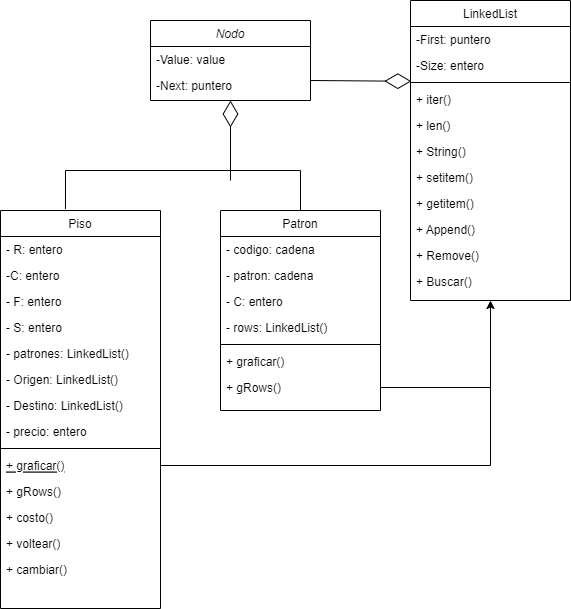 Nodo
-Value: value
-Next: puntero
LinkedList
-First: puntero
-Size: entero
+ iter()
+ len()
+ String()
+ setitem()
+ getitem()
+ Append()
+ Remove()
+ Buscar()
Piso
- R: entero
-C: entero
- F: entero
- S: entero
- patrones: LinkedList()
- Origen: LinkedList()
- Destino: LinkedList()
- precio: entero
+ graficar()
+ gRows()
+ costo()
+ voltear()
+ cambiar()
Patron
- codigo: cadena
- patron: cadena
- C: entero
- rows: LinkedList()
+ graficar()
+ gRows()